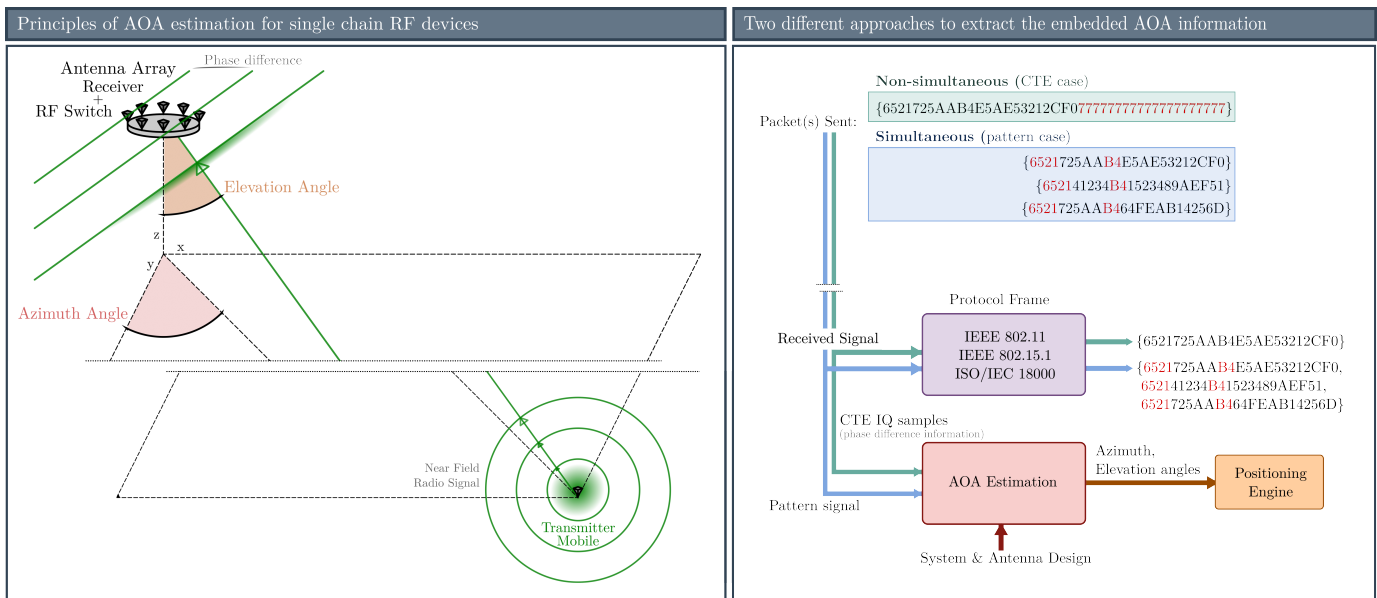 Principles of AOA estimation for single chain RF devices
Phase difference
Antenna Array
Receiver
+
RF Switch
Elevation Angle
z
x
y
Azimuth Angle
Near Field
Radio Signal
Transmitter
Mobile
Two different approaches to extract the embedded AOA information
Non-simultaneous (CTE case)
{6521725AAB4E5AE53212CF077777777777777777777}
Packet(s) Sent:
Simultaneous (pattern case)
{6521725AAB4E5AE53212CF0}
{652141234B41523489AEF51}
{6521725AAB464FEAB14256D}
Protocol Frame
Received Signal
IEEE 802.11
IEEE 802.15.1
ISO/IEC 18000
{6521725AAB4E5AE53212CF0}
{6521725AAB4E5AE53212CF0,
652141234B41523489AEF51,
6521725AAB464FEAB14256D}
CTE IQ samples
(phase difference information)
AOA Estimation
Azimuth,
Elevation angles
Positioning
Engine
Pattern signal
System & Antenna Design